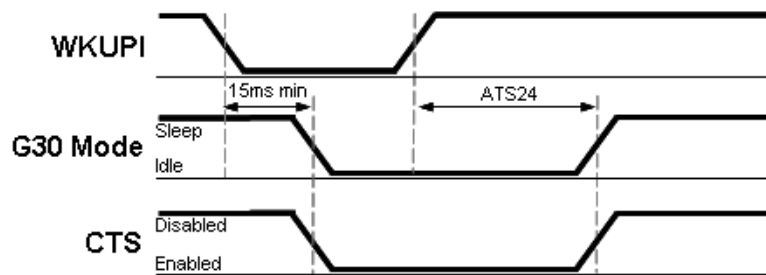 WKUPI
15ms min
ATS24
G30 Mode
Sleep
Idle
CTS
Disabled
Enabled